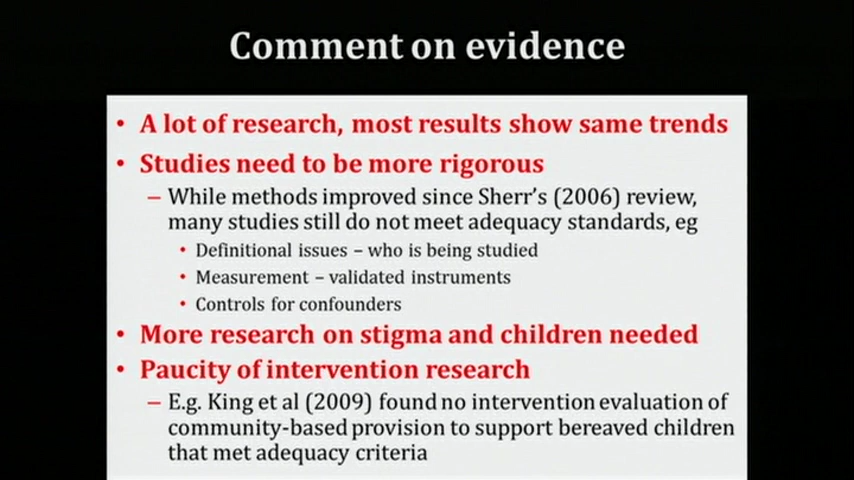 Comment on evidence
• A lot of research, most results show same trends
• Studies need to be more rigorous
– While methods improved since Sherr's (2006) review,
many studies still do not meet adequacy standards, eg
• Definitional issues – who is being studied
• Measurement – validated instruments
• Controls for confounders
• More research on stigma and children needed
• Paucity of intervention research
– E.g. King et al (2009) found no intervention evaluation of
community-based provision to support bereaved children
that met adequacy criteria